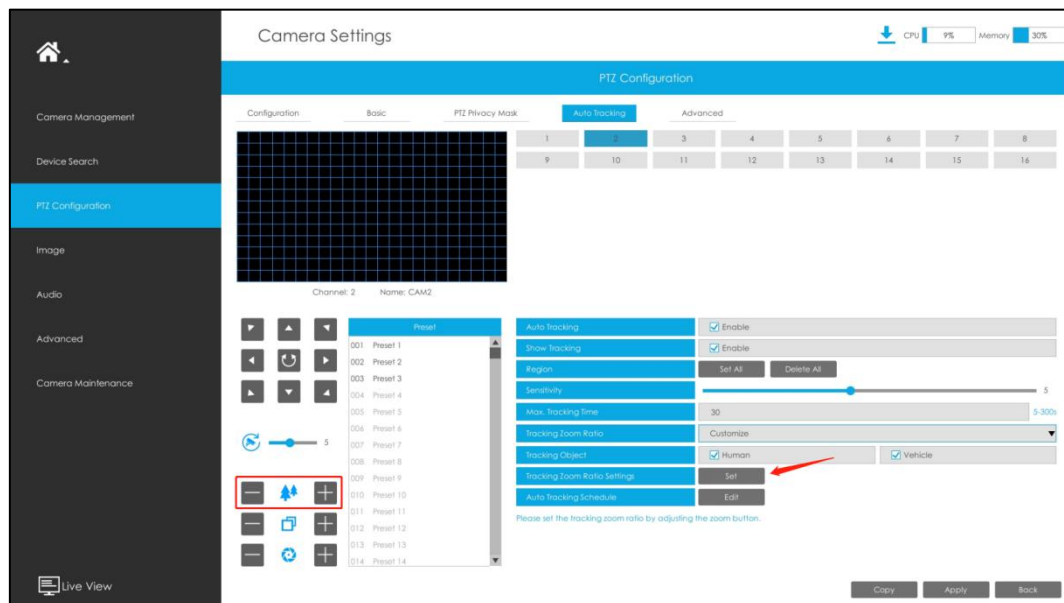 Camera Settings
CPU 9% Memory 30%
PTZ Configuration
Camera Management
Device Search
PTZ Configuration
Image
Audio
Advanced
Camera Maintenance
Live View
Configuration Basic PTZ Privacy Mask Auto Tracking Advanced
1 2 3 4 5 6 7 8
9 10 11 12 13 14 15 16
Channel: 2 Name: CAM2
5
Preset
001 Preset 1
002 Preset 2
003 Preset 3
004 Preset 4
005 Preset 5
006 Preset 6
007 Preset 7
008 Preset 8
009 Preset 9
010 Preset 10
011 Preset 11
012 Preset 12
013 Preset 13
014 Preset 14
Auto Tracking Enable
Show Tracking Enable
Region Set All Delete All
Sensitivity 5
Max. Tracking Time 30 5-300s
Tracking Zoom Ratio Customize
Tracking Object Human Vehicle
Tracking Zoom Ratio Settings Set
Auto Tracking Schedule Edit
Please set the tracking zoom ratio by adjusting the zoom button.
Copy Apply Back